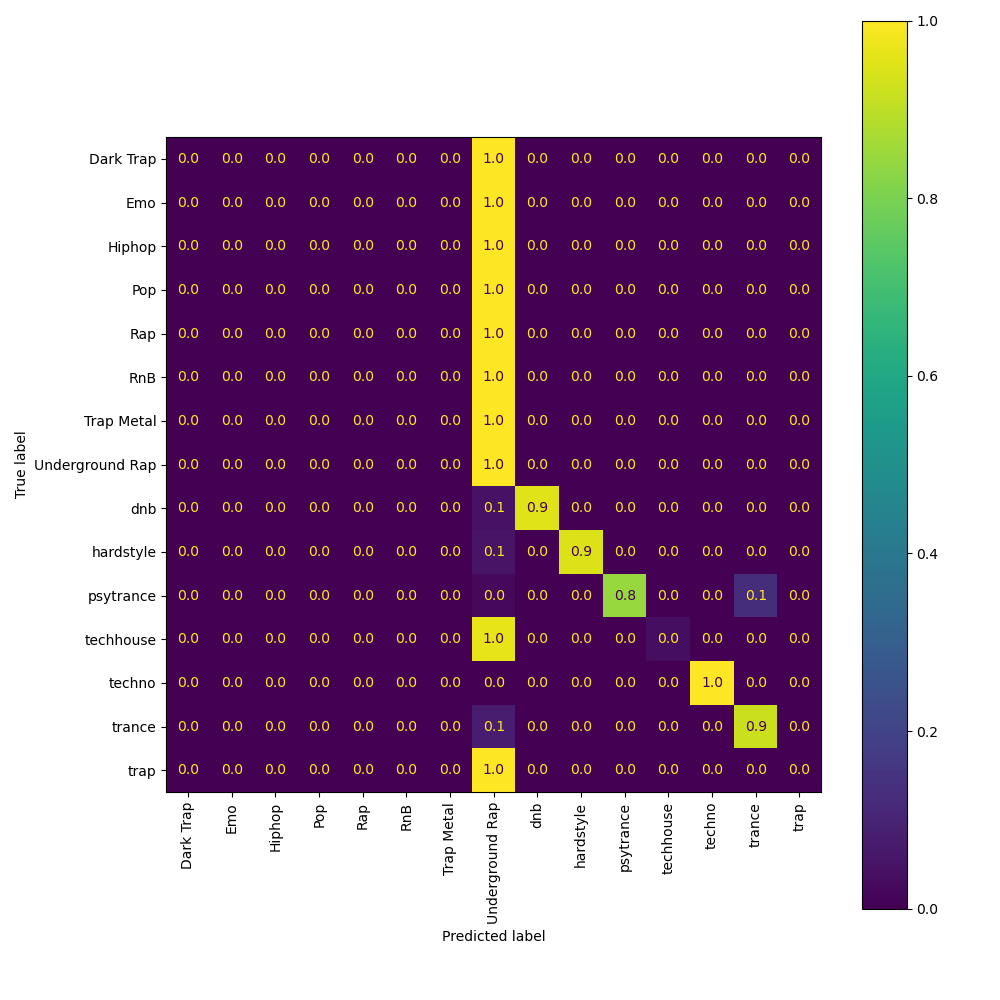 1.0
Dark Trap 0.0 0.0 0.0 0.0 0.0 0.0 0.0 1.0 0.0 0.0 0.0 0.0 0.0 0.0 0.0
Emo 0.0 0.0 0.0 0.0 0.0 0.0 0.0 1.0 0.0 0.0 0.0 0.0 0.0 0.0 0.0
0.8
Hiphop 0.0 0.0 0.0 0.0 0.0 0.0 0.0 1.0 0.0 0.0 0.0 0.0 0.0 0.0 0.0
Pop 0.0 0.0 0.0 0.0 0.0 0.0 0.0 1.0 0.0 0.0 0.0 0.0 0.0 0.0 0.0
Rap 0.0 0.0 0.0 0.0 0.0 0.0 0.0 1.0 0.0 0.0 0.0 0.0 0.0 0.0 0.0
RnB 0.0 0.0 0.0 0.0 0.0 0.0 0.0 1.0 0.0 0.0 0.0 0.0 0.0 0.0 0.0
0.6
Trap Metal 0.0 0.0 0.0 0.0 0.0 0.0 0.0 1.0 0.0 0.0 0.0 0.0 0.0 0.0 0.0
True label
Underground Rap 0.0 0.0 0.0 0.0 0.0 0.0 0.0 1.0 0.0 0.0 0.0 0.0 0.0 0.0 0.0
dnb 0.0 0.0 0.0 0.0 0.0 0.0 0.0 0.1 0.9 0.0 0.0 0.0 0.0 0.0 0.0
hardstyle 0.0 0.0 0.0 0.0 0.0 0.0 0.0 0.1 0.0 0.9 0.0 0.0 0.0 0.0 0.0
0.4
psytrance 0.0 0.0 0.0 0.0 0.0 0.0 0.0 0.0 0.0 0.0 0.8 0.0 0.0 0.1 0.0
techhouse 0.0 0.0 0.0 0.0 0.0 0.0 0.0 1.0 0.0 0.0 0.0 0.0 0.0 0.0 0.0
techno 0.0 0.0 0.0 0.0 0.0 0.0 0.0 0.0 0.0 0.0 0.0 0.0 1.0 0.0 0.0
trance 0.0 0.0 0.0 0.0 0.0 0.0 0.0 0.1 0.0 0.0 0.0 0.0 0.0 0.9 0.0
0.2
trap 0.0 0.0 0.0 0.0 0.0 0.0 0.0 1.0 0.0 0.0 0.0 0.0 0.0 0.0 0.0
Dark Trap
Emo
Hiphop
Pop
Rap
RnB
Trap Metal
Underground Rap
dnb
hardstyle
psytrance
techhouse
techno
trance
trap
0.0
Predicted label